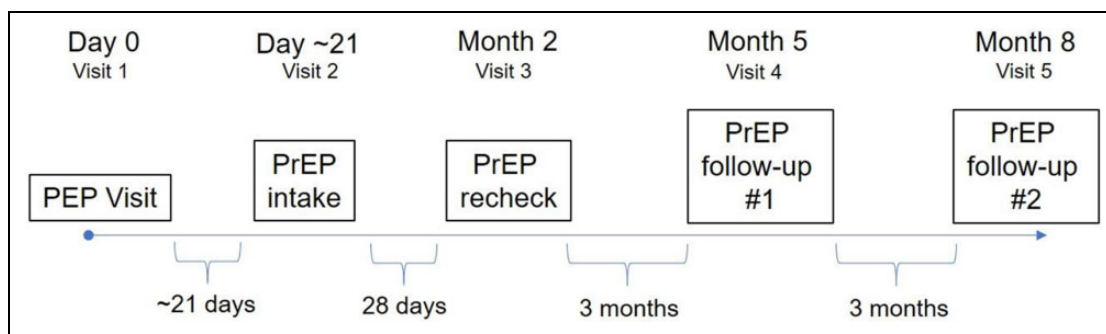 Day 0
Visit 1
Day ~21
Visit 2
Month 2
Visit 3
Month 5
Visit 4
Month 8
Visit 5
PEP Visit
PrEP
intake
PrEP
recheck
PrEP
follow-up
#1
PrEP
follow-up
#2
~21 days
28 days
3 months
3 months